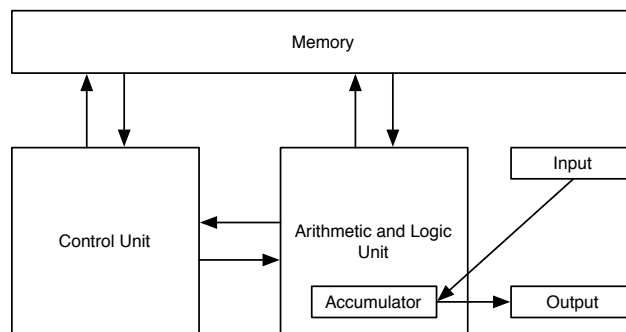 Memory
Control Unit
Arithmetic and Logic
Unit
Accumulator
Input
Output